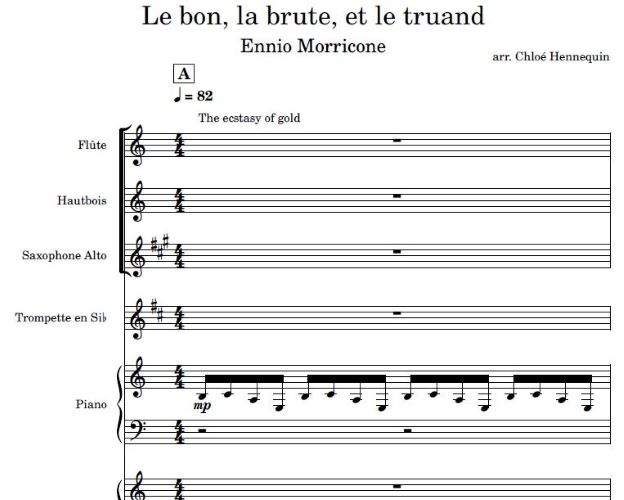 Le bon, la brute, et le truand
Ennio Morricone
arr. Chloé Hennequin
A
♩ = 82
The ecstasy of gold
Flûte
Hautbois
Saxophone Alto
Trompette en Si♭
Piano
mp